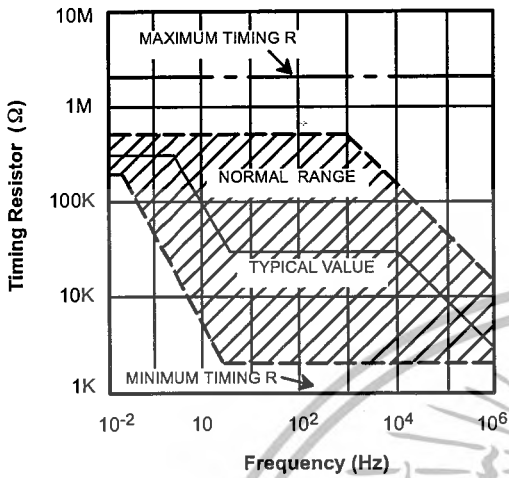 10M
MAXIMUM TIMING R
1M
NORMAL RANGE
100K
TYPICAL VALUE
10K
MINIMUM TIMING R
1K
Timing Resistor (Ω)
10⁻² 10 10² 10⁴ 10⁶
Frequency (Hz)